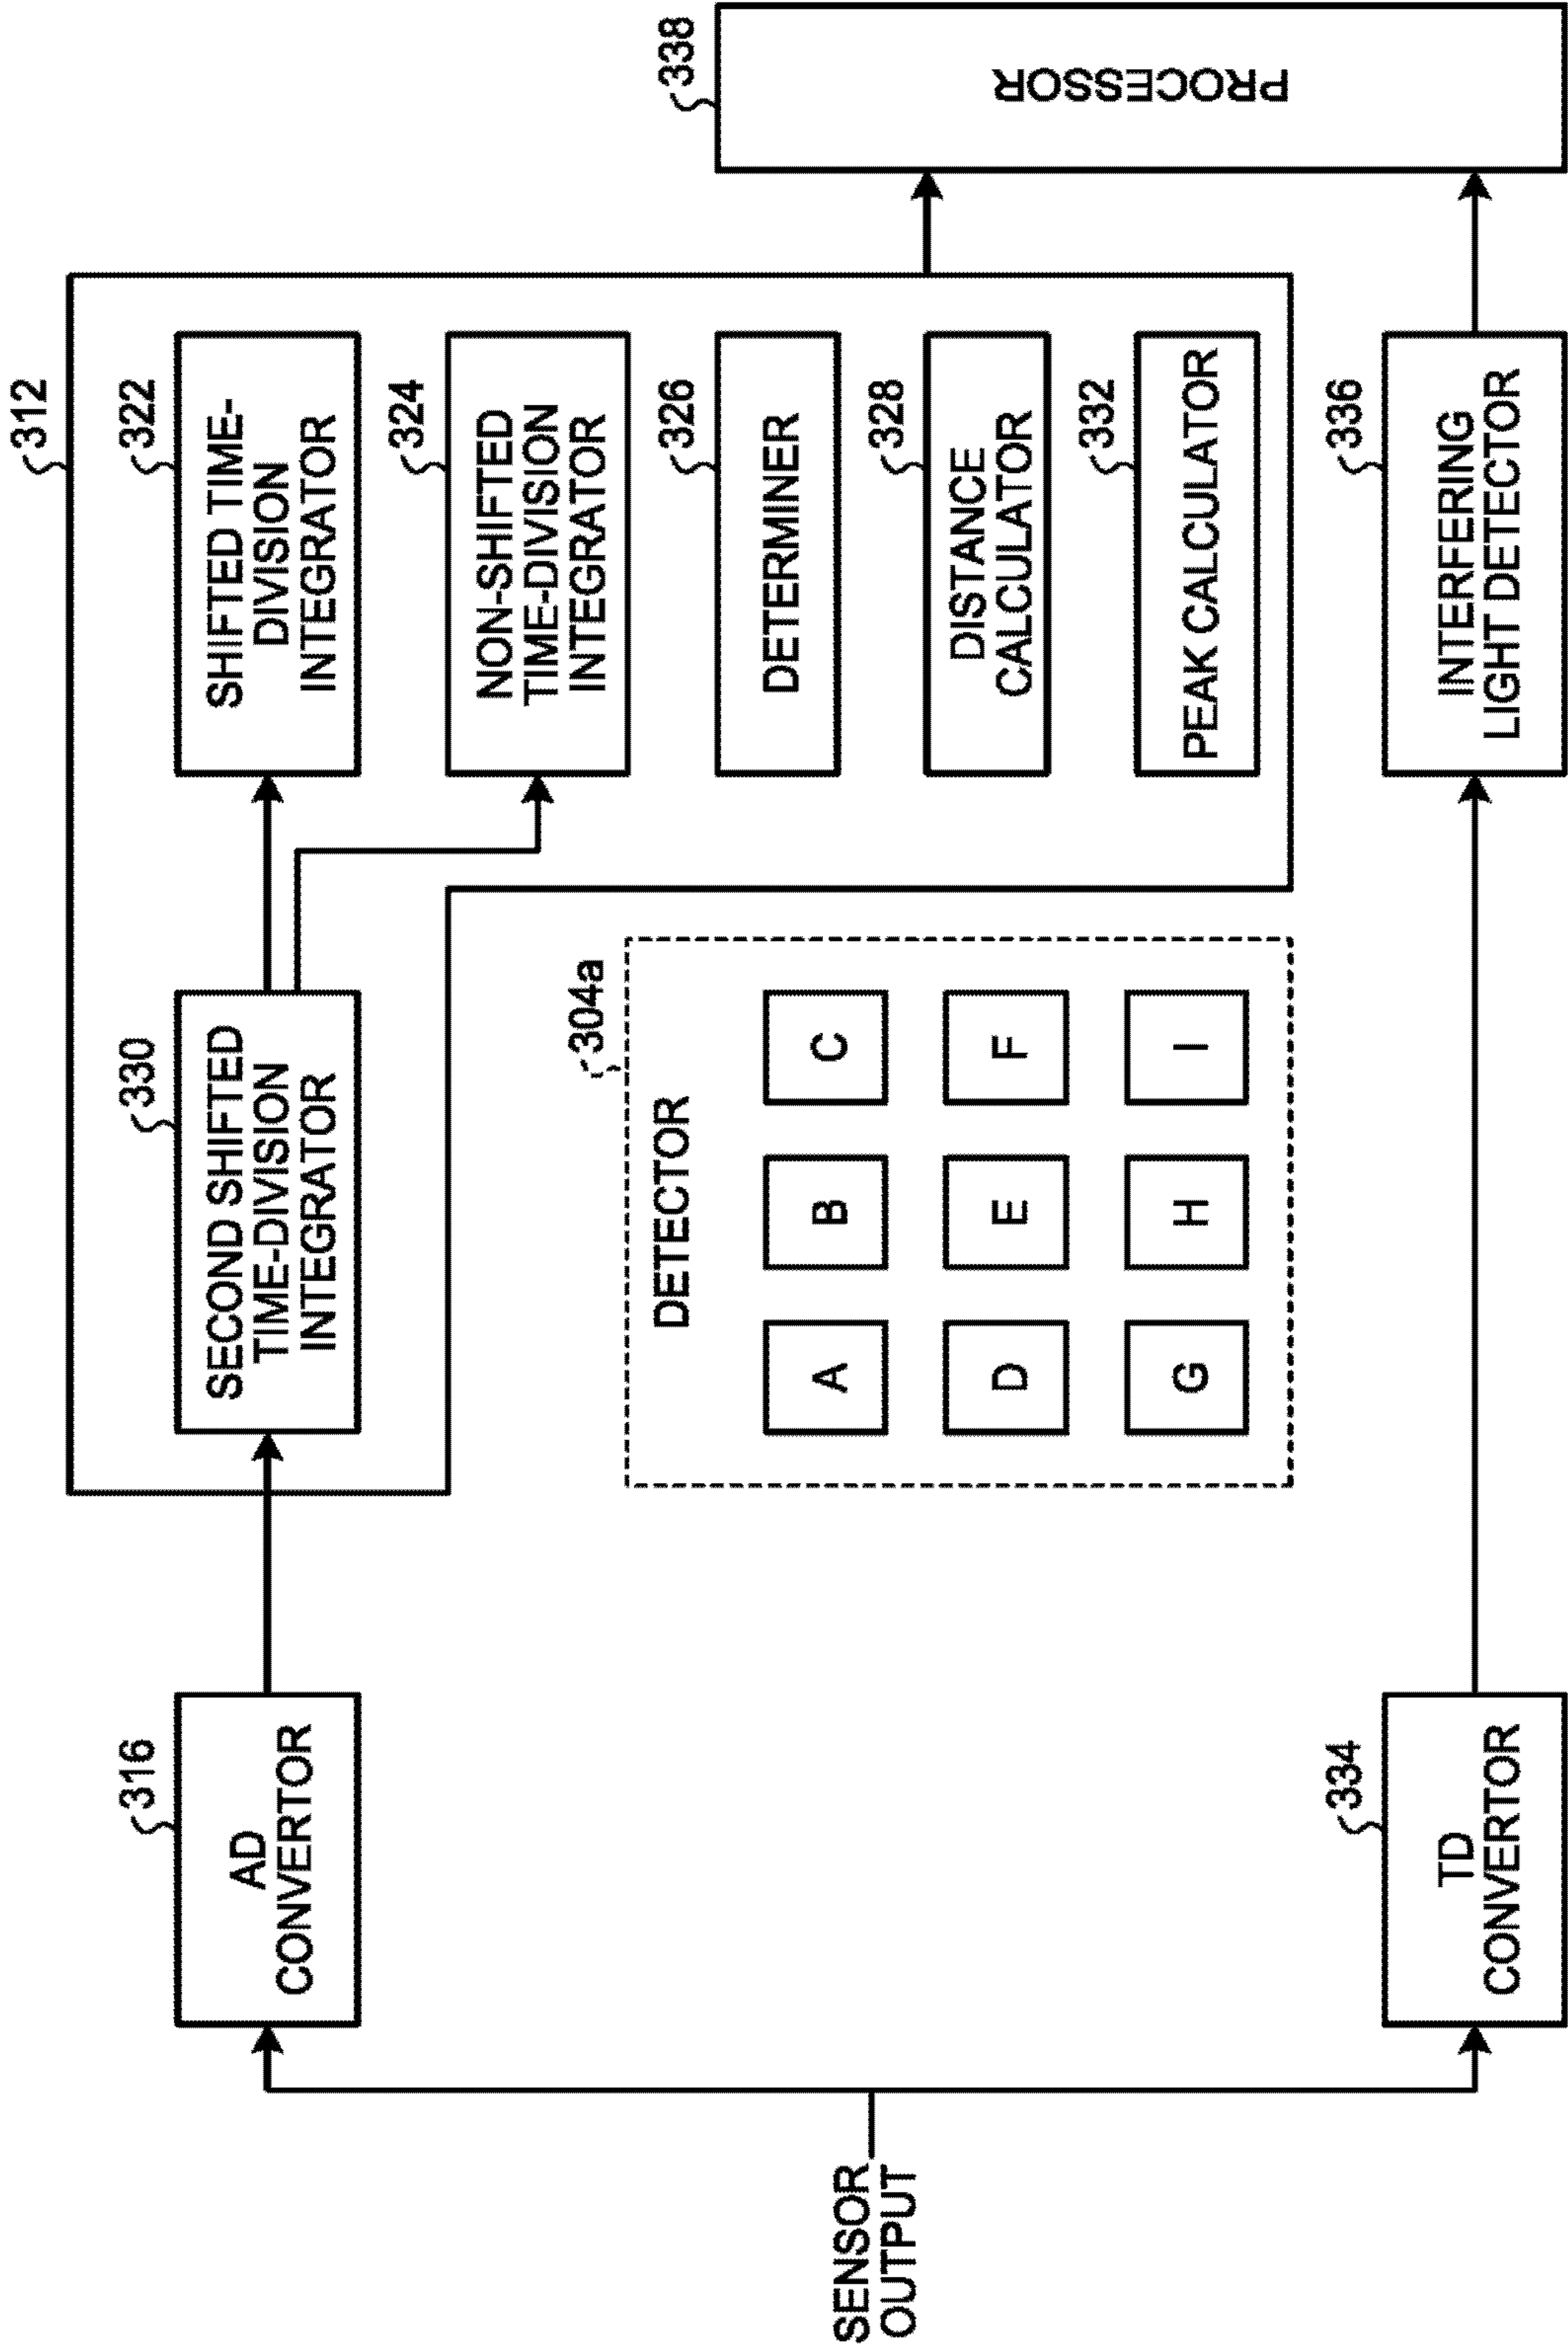 SENSOR
OUTPUT
316
AD
CONVERTOR
334
TD
CONVERTOR
312
330
SECOND SHIFTED
TIME-DIVISION
INTEGRATOR
322
SHIFTED TIME-
DIVISION
INTEGRATOR
324
NON-SHIFTED
TIME-DIVISION
INTEGRATOR
326
DETERMINER
328
DISTANCE
CALCULATOR
332
PEAK CALCULATOR
304a
DETECTOR
A B C
D E F
G H I
336
INTERFERING
LIGHT DETECTOR
338
PROCESSOR